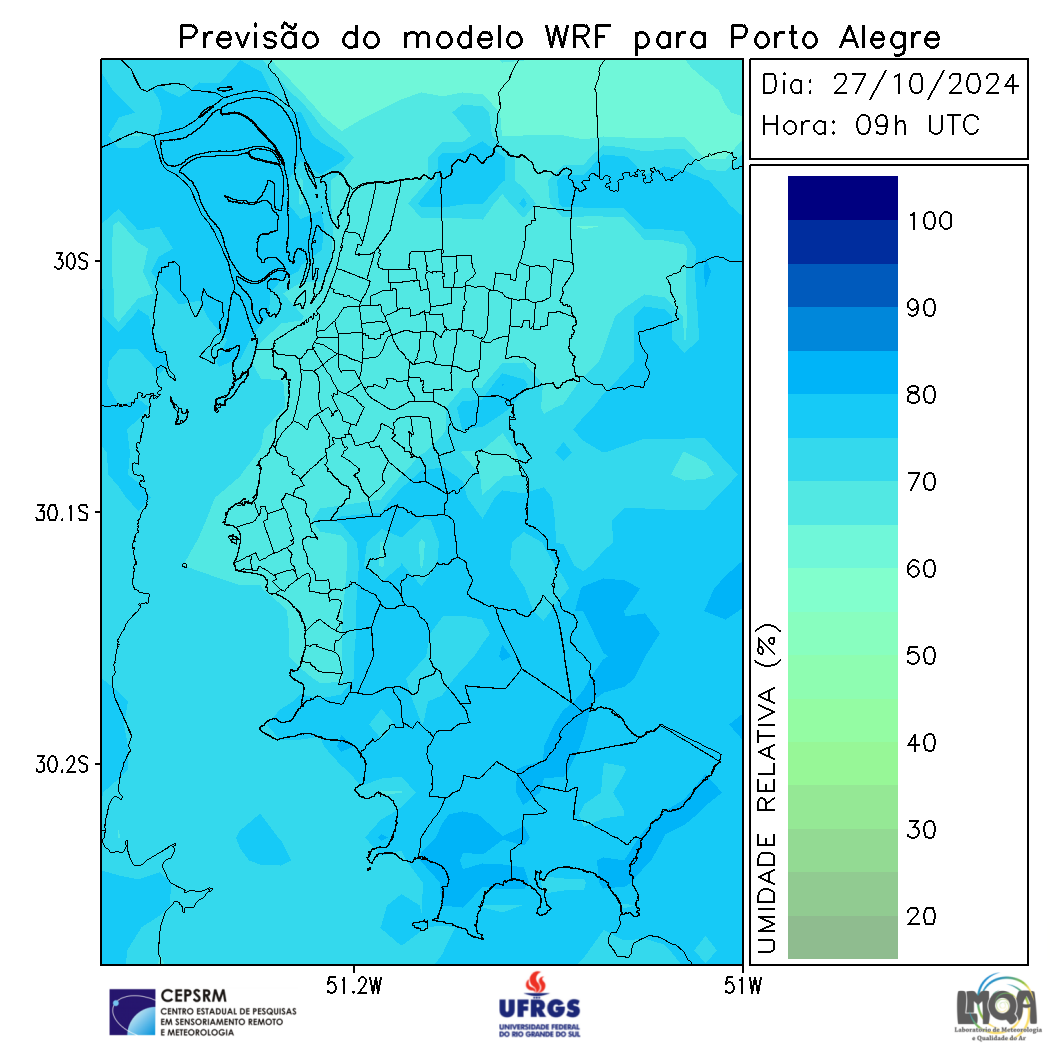 Previsão do modelo WRF para Porto Alegre
Dia: 27/10/2024
Hora: 09h UTC
100
90
80
70
60
50
40
30
20
UMIDADE RELATIVA (%)
30S
30.1S
30.2S
51.2W
51W
CEPSRM
CENTRO ESTADUAL DE PESQUISAS
EM SENSORIAMENTO REMOTO
E METEOROLOGIA
UFRGS
UNIVERSIDADE FEDERAL
DO RIO GRANDE DO SUL
LMQA
Laboratório de Meteorologia
e Qualidade do Ar